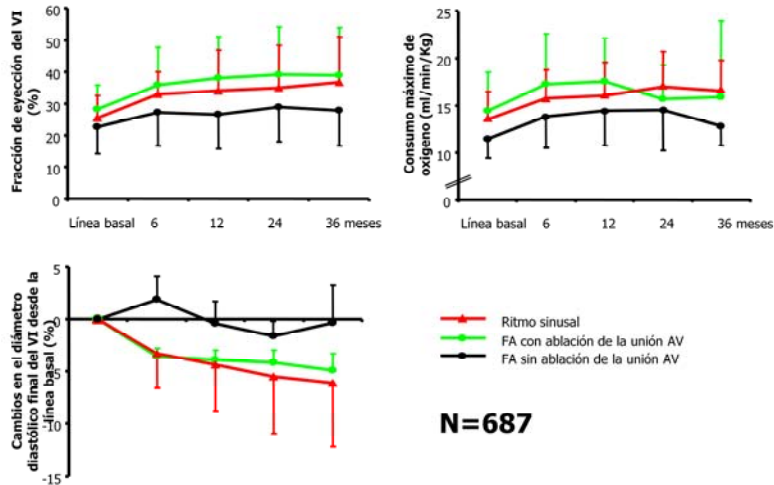 Fracción de eyección del VI
(%)
60
50
40
30
20
10
0
Línea basal 6 12 24 36 meses
Consumo máximo de
oxigeno (ml/min/Kg)
25
20
15
10
0
Línea basal 6 12 24 36 meses
Cambios en el diámetro
diastólico final del VI desde la
línea basal (%)
5
0
-5
-10
-15
Ritmo sinusal
FA con ablación de la unión AV
FA sin ablación de la unión AV
N=687